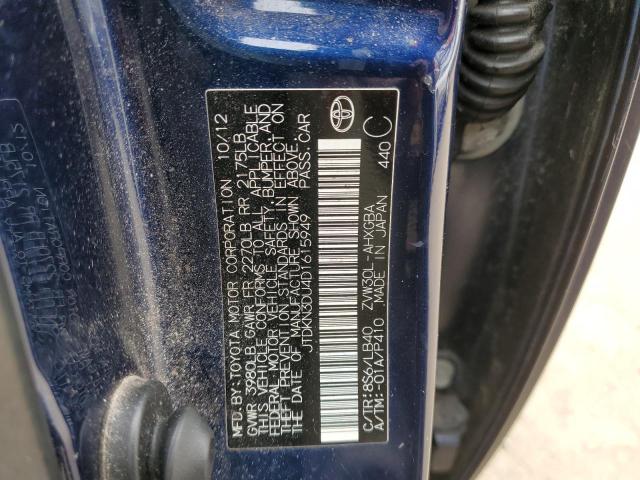 MFD.BY:TOYOTA MOTOR CORPORATION 10/12
GVWR 3980LB GAWR FR 2220LB RR 2175LB
THIS VEHICLE CONFORMS TO ALL APPLICABLE
FEDERAL MOTOR VEHICLE SAFETY, BUMPER, AND
THEFT PREVENTION STANDARDS IN EFFECT ON
THE DATE OF MANUFACTURE SHOWN ABOVE.
JTDKN3DU4D1615949 PASS.CAR
C/TR:8S6/LB40 ZVW30L-AHXGBA 440 C
A/TM:-01A/P410 MADE IN JAPAN